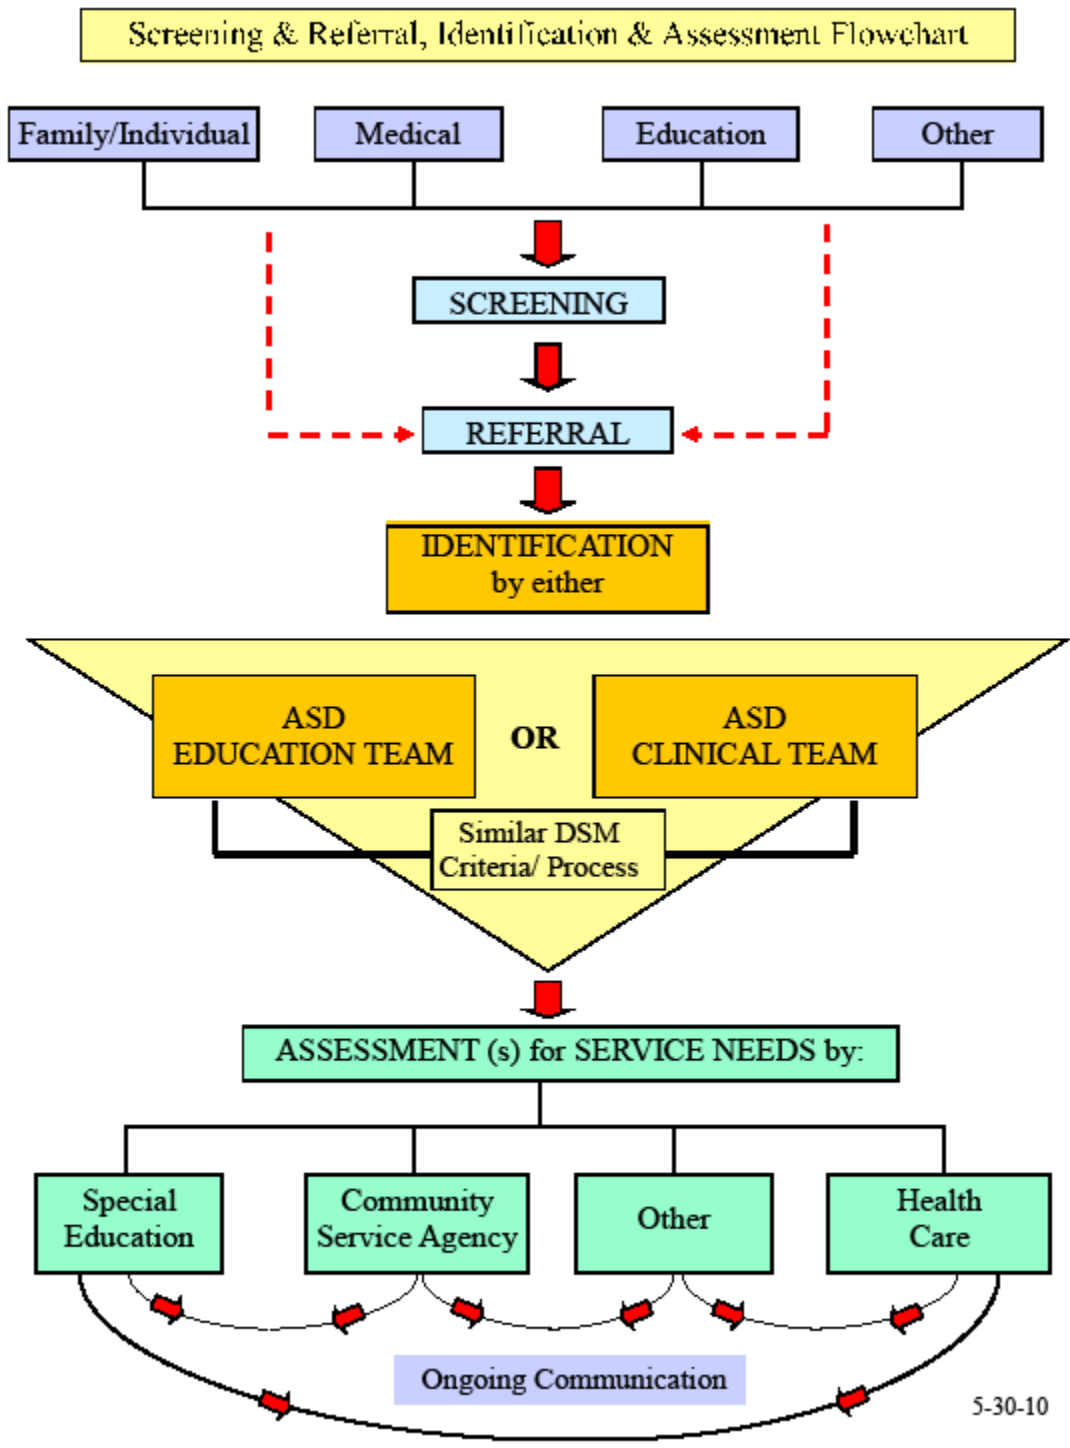 Screening & Referral, Identification & Assessment Flowchart
Family/Individual
Medical
Education
Other
SCREENING
REFERRAL
IDENTIFICATION
by either
ASD
EDUCATION TEAM
OR
ASD
CLINICAL TEAM
Similar DSM
Criteria/ Process
ASSESSMENT (s) for SERVICE NEEDS by:
Special
Education
Community
Service Agency
Other
Health
Care
Ongoing Communication
5-30-10